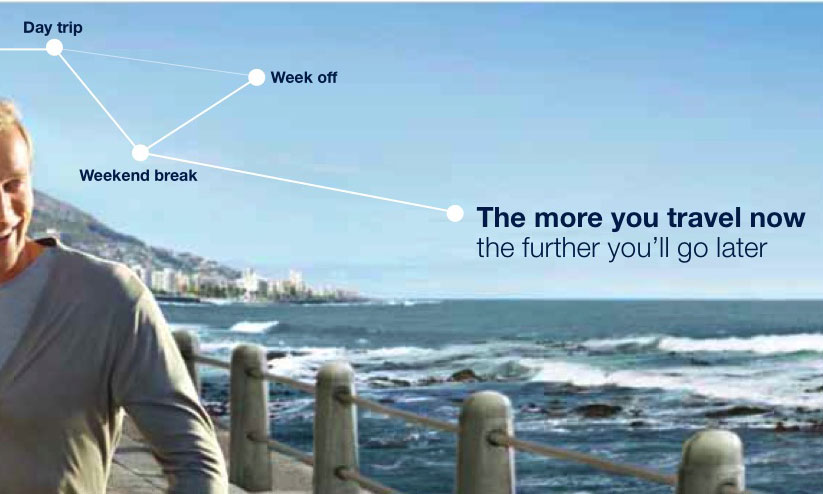 Day trip
Week off
Weekend break
The more you travel now
the further you'll go later